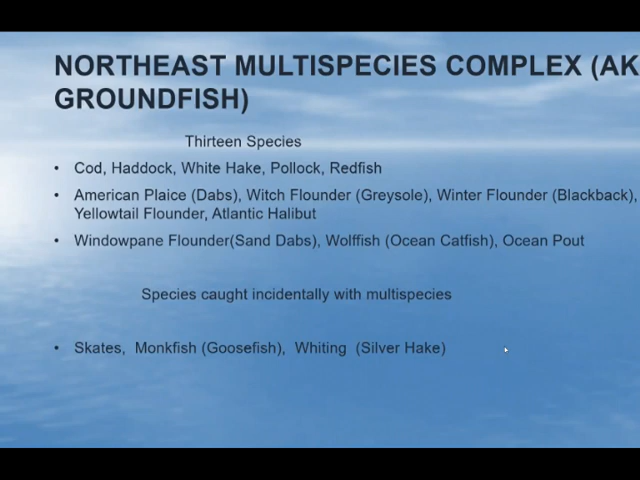 NORTHEAST MULTISPECIES COMPLEX (AK
GROUNDFISH)
Thirteen Species
• Cod, Haddock, White Hake, Pollock, Redfish
• American Plaice (Dabs), Witch Flounder (Greysole), Winter Flounder (Blackback),
Yellowtail Flounder, Atlantic Halibut
• Windowpane Flounder(Sand Dabs), Wolffish (Ocean Catfish), Ocean Pout
Species caught incidentally with multispecies
• Skates, Monkfish (Goosefish), Whiting (Silver Hake)